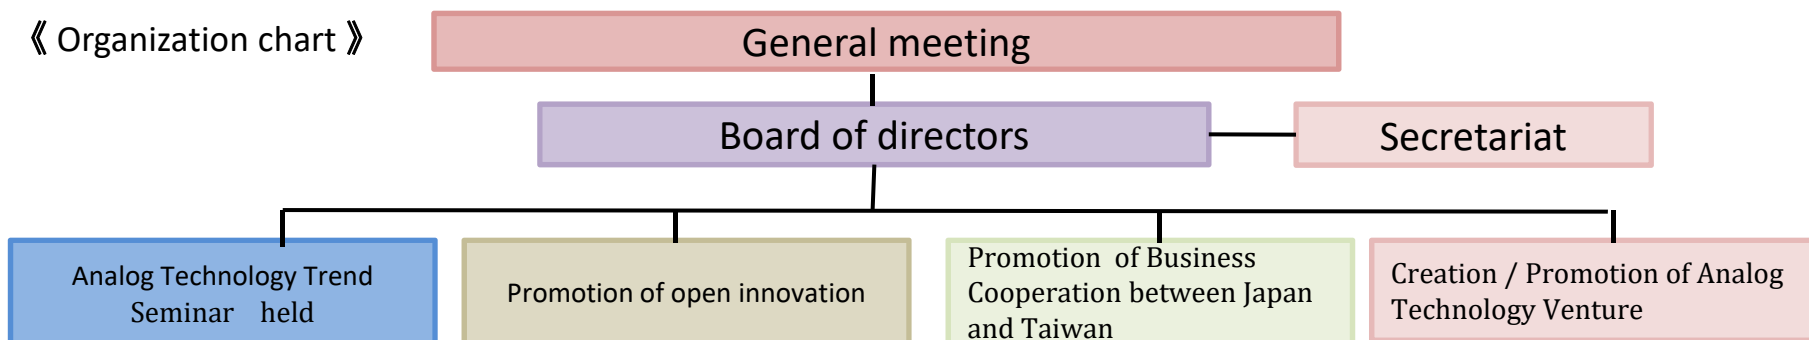 《 Organization chart 》
General meeting
Board of directors
Secretariat
Analog Technology Trend
Seminar held
Promotion of open innovation
Promotion of Business
Cooperation between Japan
and Taiwan
Creation / Promotion of Analog
Technology Venture